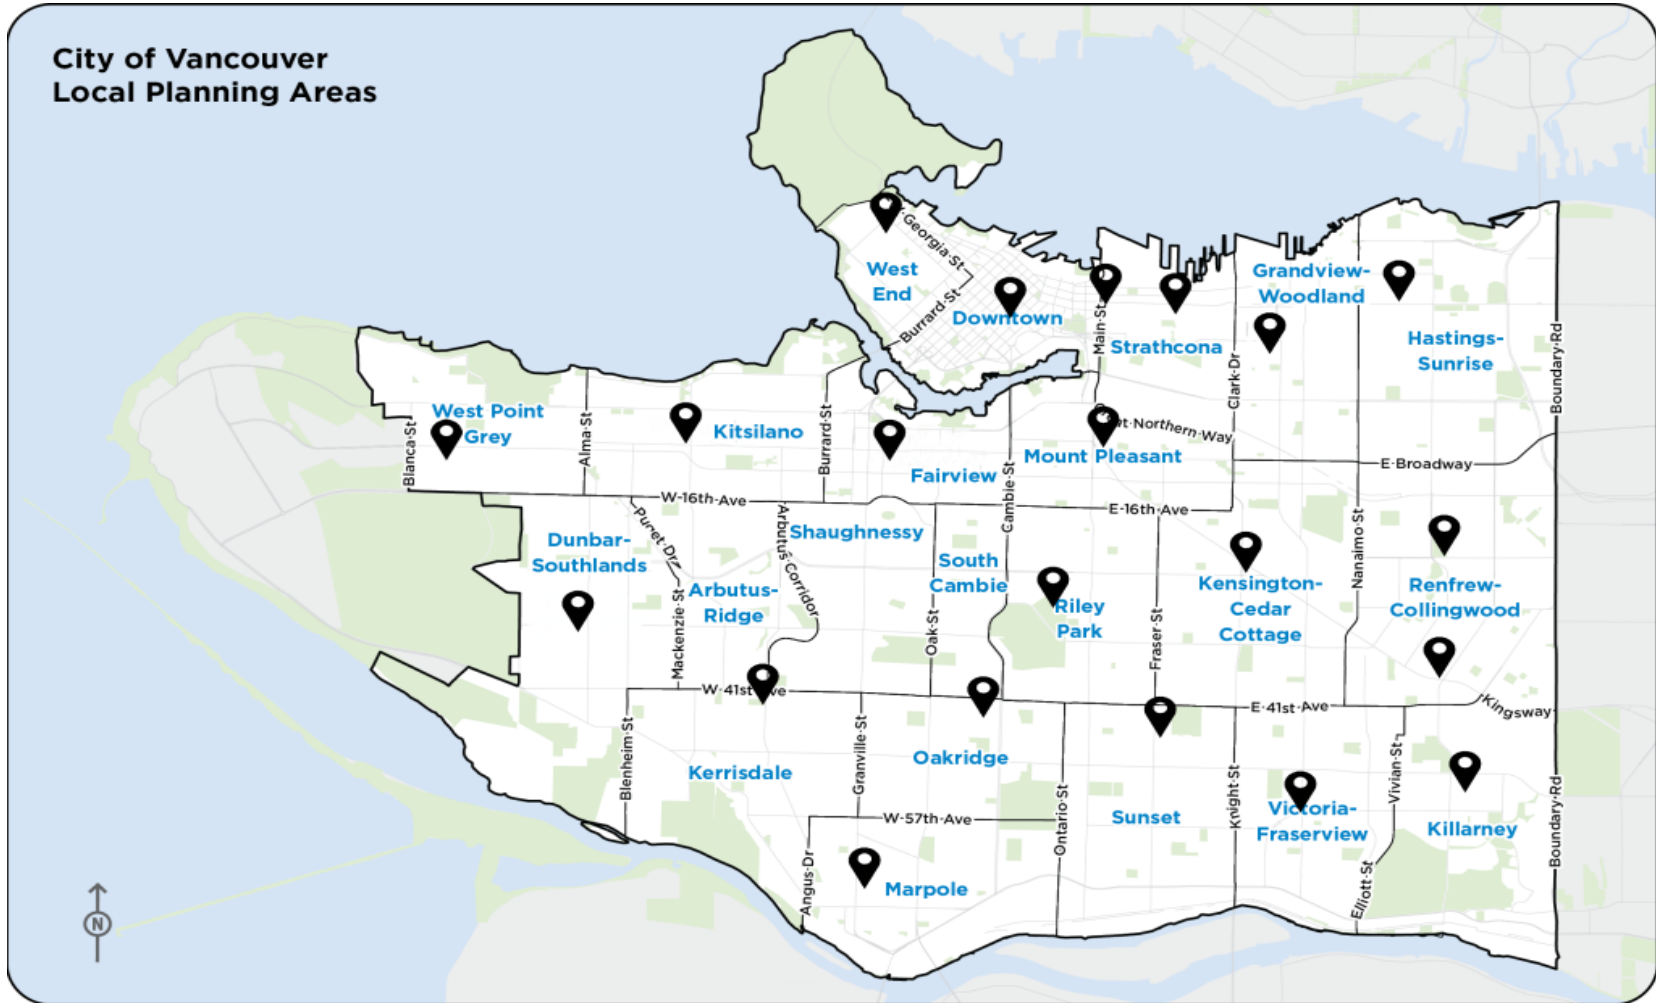 City of Vancouver
Local Planning Areas
Georgia-St
West
End
Burrard-St
Downtown
Main-St
Strathcona
Grandview-
Woodland
Clark-Dr
Hastings-
Sunrise
Boundary-Rd
West Point
Grey
Blanca-St
Alma-St
Kitsilano
Burrard-St
Fairview
Cambie-St
Mount Pleasant
Northern-Way
E-Broadway
W-16th-Ave
E-16th-Ave
Dunbar-
Southlands
Puget-Dr
Mackenzie-St
Arbutus-
Ridge
Arbutus-Corridor
Shaughnessy
Oak-St
South
Cambie
Riley
Park
Fraser-St
Kensington-
Cedar
Cottage
Nanaimo-St
Renfrew-
Collingwood
W-41st-Ave
E-41st-Ave
Kingsway
Blenheim-St
Kerrisdale
Granville-St
Oakridge
W-57th-Ave
Ontario-St
Sunset
Knight-St
Victoria-
Fraserview
Vivian-St
Elliott-St
Killarney
Boundary-Rd
Angus-Dr
Marpole
N